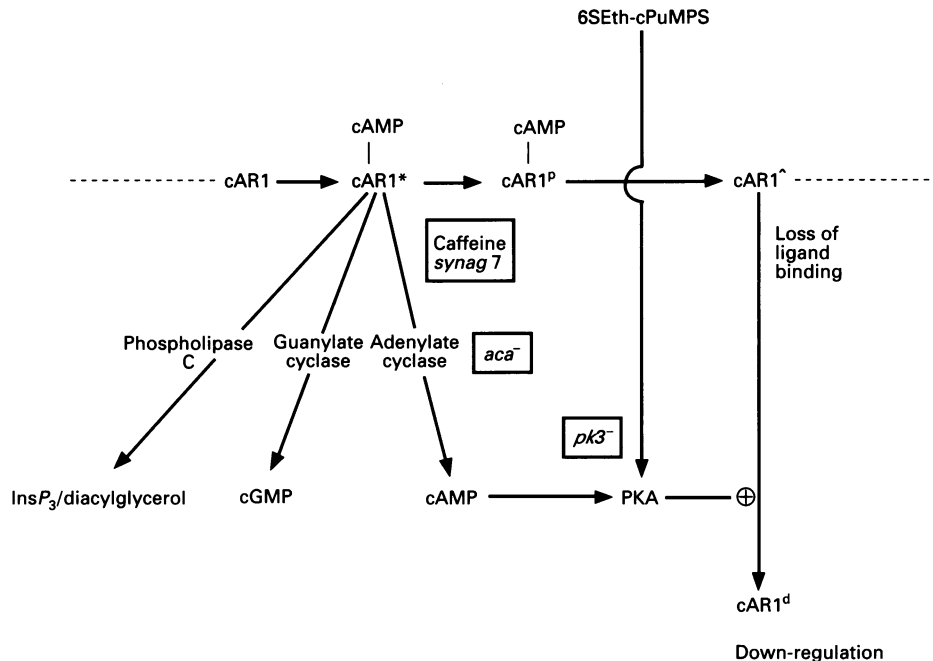 6SEth-cPuMPS
cAMP
cAMP
cAR1
cAR1*
cAR1ᵖ
cAR1^
Caffeine
synag 7
Loss of
ligand
binding
Phospholipase
C
Guanylate
cyclase
Adenylate
cyclase
aca⁻
pk3⁻
InsP₃/diacylglycerol
cGMP
cAMP
PKA
cAR1ᵈ
Down-regulation